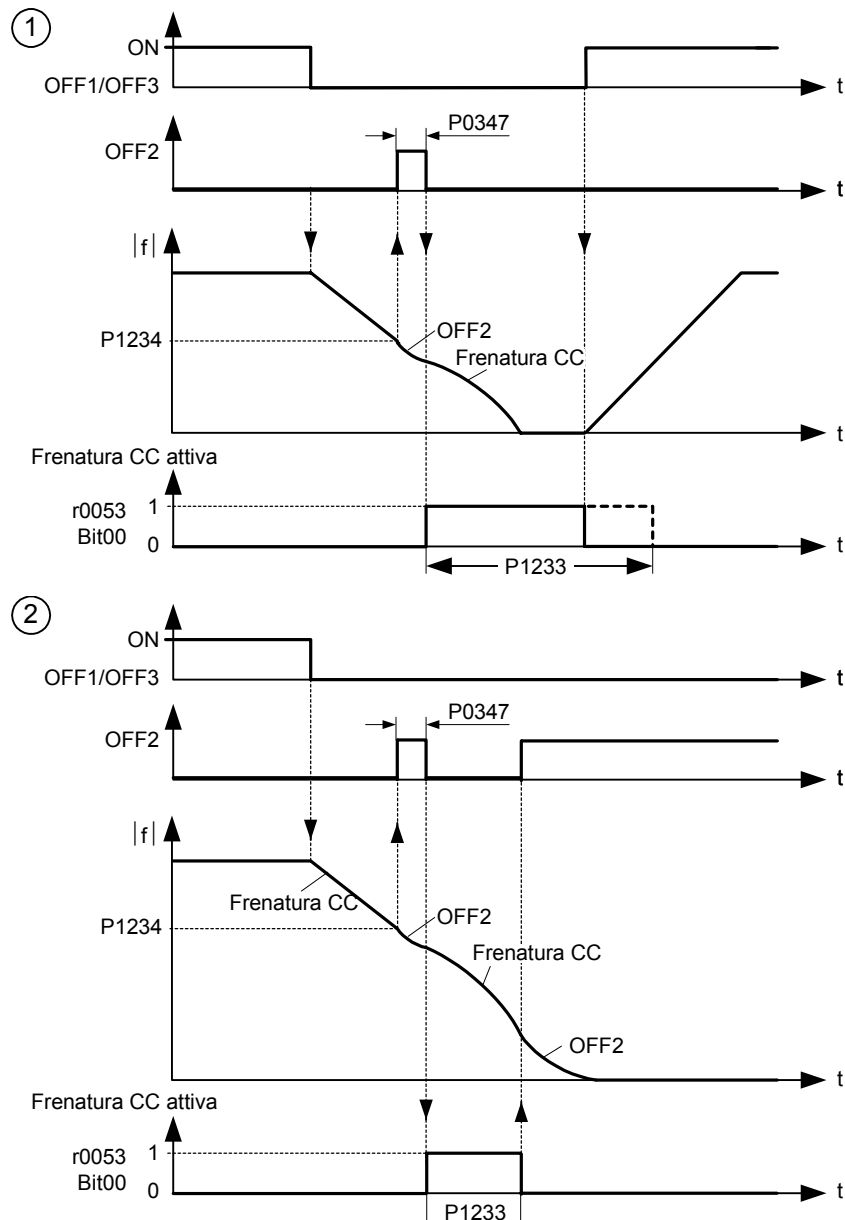 1
ON
OFF1/OFF3
t
P0347
OFF2
t
|f|
P1234
OFF2
Frenatura CC
t
Frenatura CC attiva
r0053
Bit00
1
0
t
P1233
2
ON
OFF1/OFF3
t
P0347
OFF2
t
|f|
Frenatura CC
P1234
OFF2
Frenatura CC
OFF2
t
Frenatura CC attiva
r0053
Bit00
1
0
t
P1233